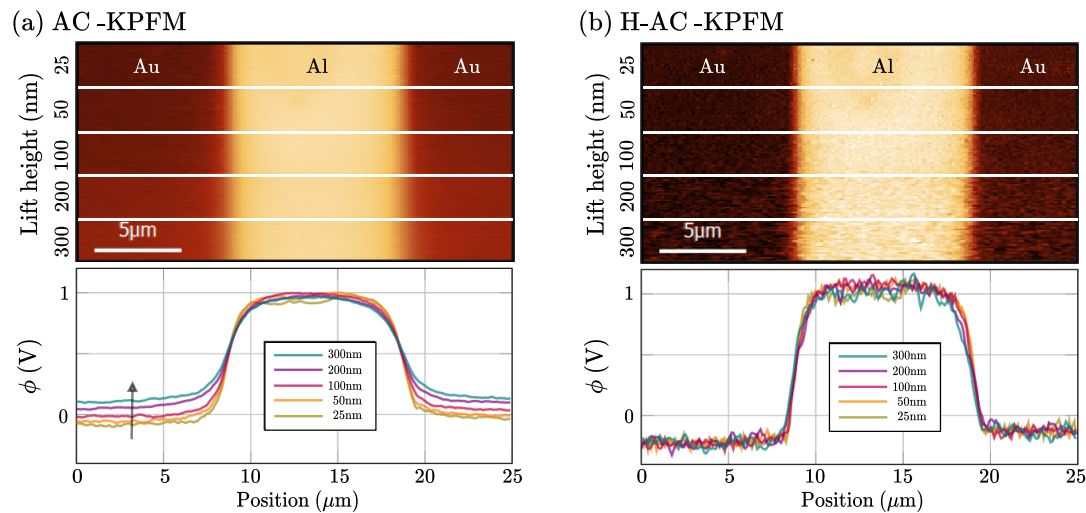 (a) AC -KPFM
Lift height (nm)
25
50
100
200
300
Au
Al
Au
5μm
ϕ (V)
1
0
300nm
200nm
100nm
50nm
25nm
0
5
10
15
20
25
Position (μm)
(b) H-AC -KPFM
Lift height (nm)
25
50
100
200
300
Au
Al
Au
5μm
ϕ (V)
1
0
300nm
200nm
100nm
50nm
25nm
0
5
10
15
20
25
Position (μm)